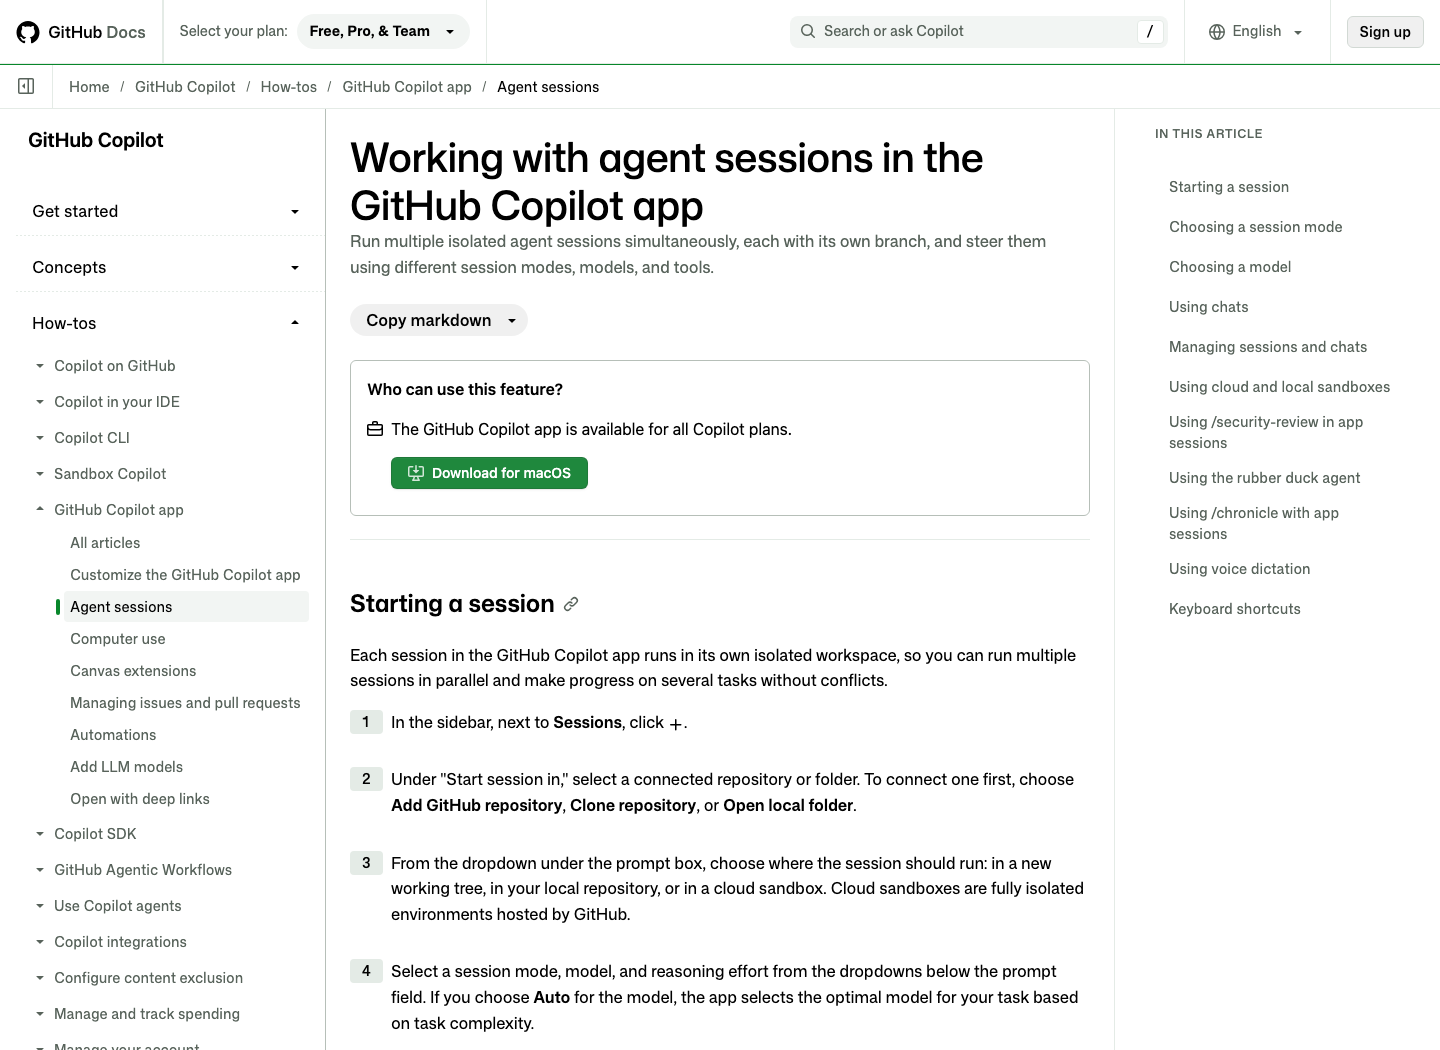 GitHub Docs
Select your plan: Free, Pro, & Team
Search or ask Copilot /
English
Sign up
Home / GitHub Copilot / How-tos / GitHub Copilot app / Agent sessions
GitHub Copilot
Get started
Concepts
How-tos
Copilot on GitHub
Copilot in your IDE
Copilot CLI
Sandbox Copilot
GitHub Copilot app
All articles
Customize the GitHub Copilot app
Agent sessions
Computer use
Canvas extensions
Managing issues and pull requests
Automations
Add LLM models
Open with deep links
Copilot SDK
GitHub Agentic Workflows
Use Copilot agents
Copilot integrations
Configure content exclusion
Manage and track spending
Manage your account
Working with agent sessions in the
GitHub Copilot app
Run multiple isolated agent sessions simultaneously, each with its own branch, and steer them
using different session modes, models, and tools.
Copy markdown
Who can use this feature?
The GitHub Copilot app is available for all Copilot plans.
Download for macOS
Starting a session
Each session in the GitHub Copilot app runs in its own isolated workspace, so you can run multiple
sessions in parallel and make progress on several tasks without conflicts.
1 In the sidebar, next to Sessions, click +.
2 Under "Start session in," select a connected repository or folder. To connect one first, choose
Add GitHub repository, Clone repository, or Open local folder.
3 From the dropdown under the prompt box, choose where the session should run: in a new
working tree, in your local repository, or in a cloud sandbox. Cloud sandboxes are fully isolated
environments hosted by GitHub.
4 Select a session mode, model, and reasoning effort from the dropdowns below the prompt
field. If you choose Auto for the model, the app selects the optimal model for your task based
on task complexity.
IN THIS ARTICLE
Starting a session
Choosing a session mode
Choosing a model
Using chats
Managing sessions and chats
Using cloud and local sandboxes
Using /security-review in app
sessions
Using the rubber duck agent
Using /chronicle with app
sessions
Using voice dictation
Keyboard shortcuts